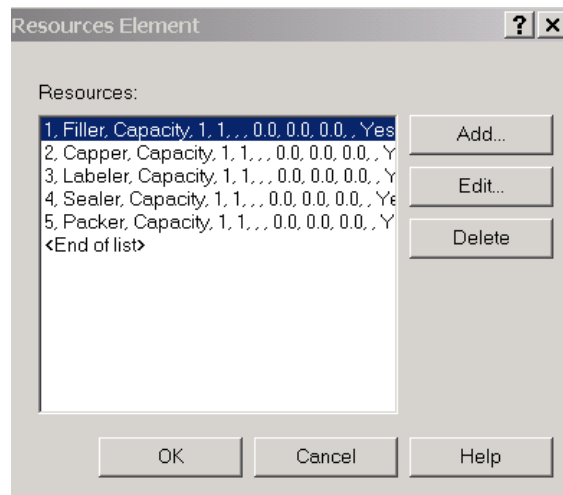 Resources Element
? ×
Resources:
1, Filler, Capacity, 1, 1, , , 0.0, 0.0, 0.0, , Yes
2, Capper, Capacity, 1, 1, , , 0.0, 0.0, 0.0, , Y
3, Labeler, Capacity, 1, 1, , , 0.0, 0.0, 0.0, , Y
4, Sealer, Capacity, 1, 1, , , 0.0, 0.0, 0.0, , Ye
5, Packer, Capacity, 1, 1, , , 0.0, 0.0, 0.0, , Y
<End of list>
Add...
Edit...
Delete
OK
Cancel
Help